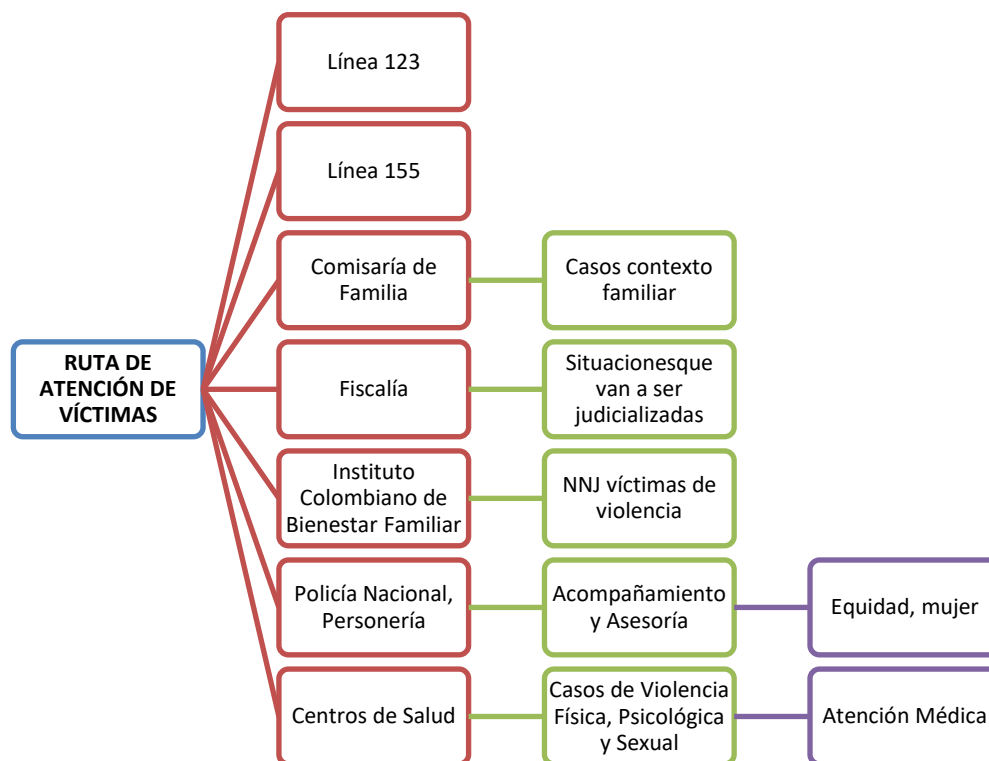 Línea 123
Línea 155
Comisaría de
Familia
Casos contexto
familiar
RUTA DE
ATENCIÓN DE
VÍCTIMAS
Fiscalía
Situacionesque
van a ser
judicializadas
Instituto
Colombiano de
Bienestar Familiar
NNJ víctimas de
violencia
Policía Nacional,
Personería
Acompañamiento
y Asesoría
Equidad, mujer
Centros de Salud
Casos de Violencia
Física, Psicológica
y Sexual
Atención Médica